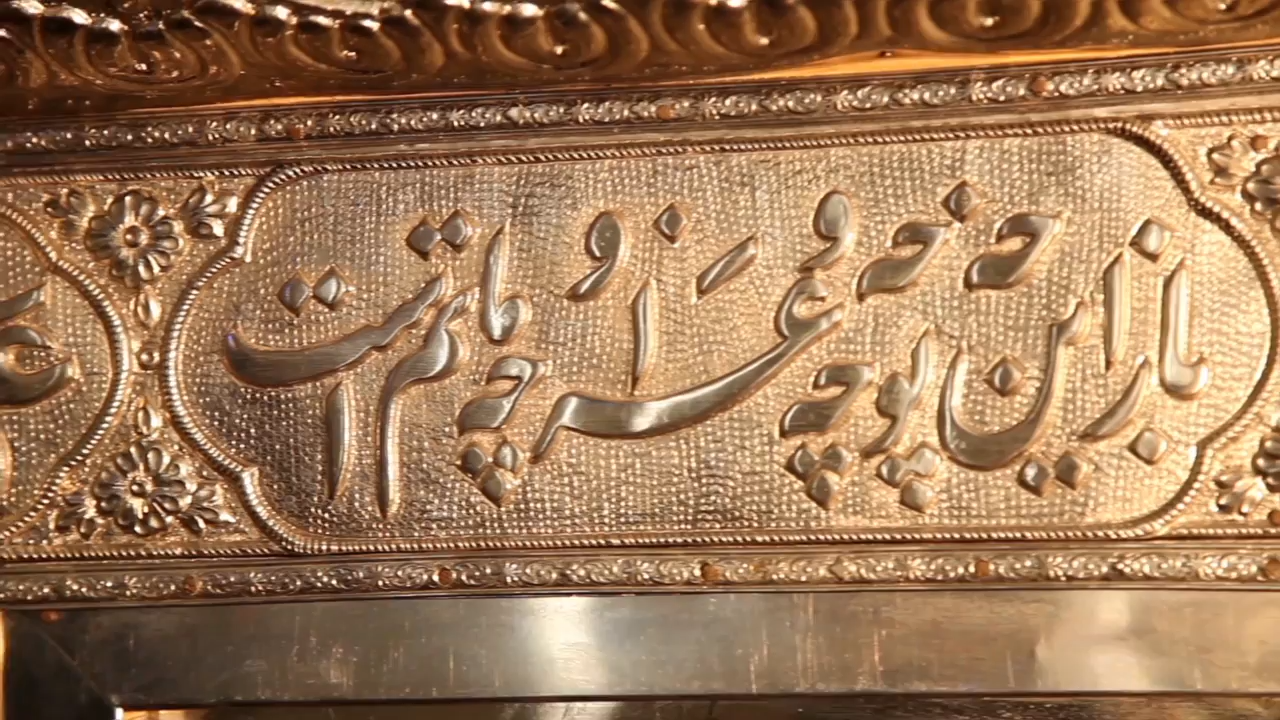 باز این چه نوحه و چه عزا و چه ماتم است